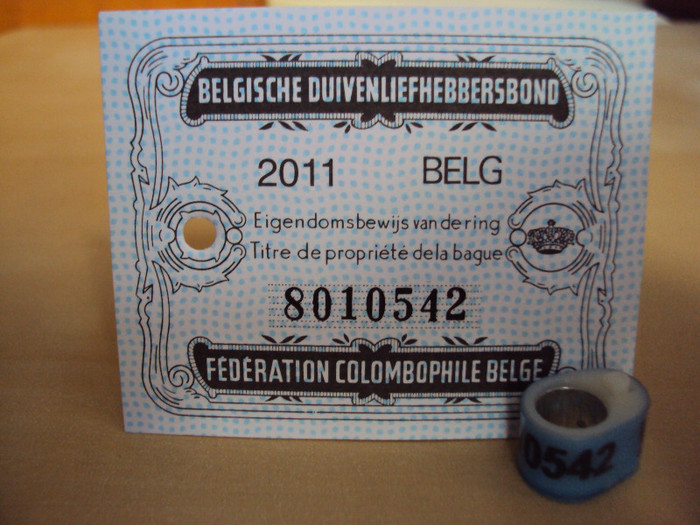 BELGISCHE DUIVENLIEFHEBBERSBOND
2011 BELG
Eigendomsbewijs van de ring
Titre de propriété de la bague
8010542
FÉDÉRATION COLOMBOPHILE BELGE
0542